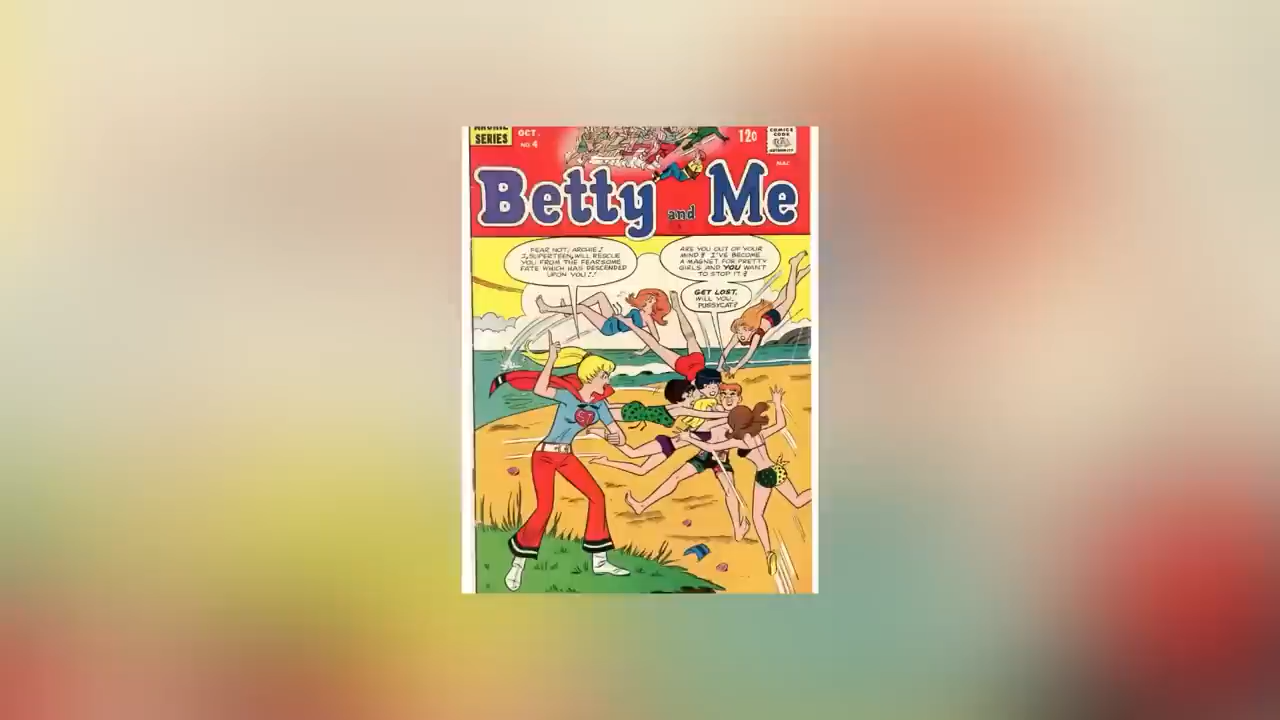 ARCHIE
SERIES
OCT.
NO. 4
12¢
COMICS
CODE
AUTHORITY
Betty and Me
FEAR NOT, ARCHIE!
I, SUPERTEEN, WILL RESCUE
YOU FROM THE FEARSOME
FATE WHICH HAS DESCENDED
UPON YOU!!
ARE YOU OUT OF YOUR
MIND? I'VE BECOME
A MAGNET FOR PRETTY
GIRLS AND YOU WANT
TO STOP IT?
GET LOST,
WILL YOU,
PUSSYCAT?
ST